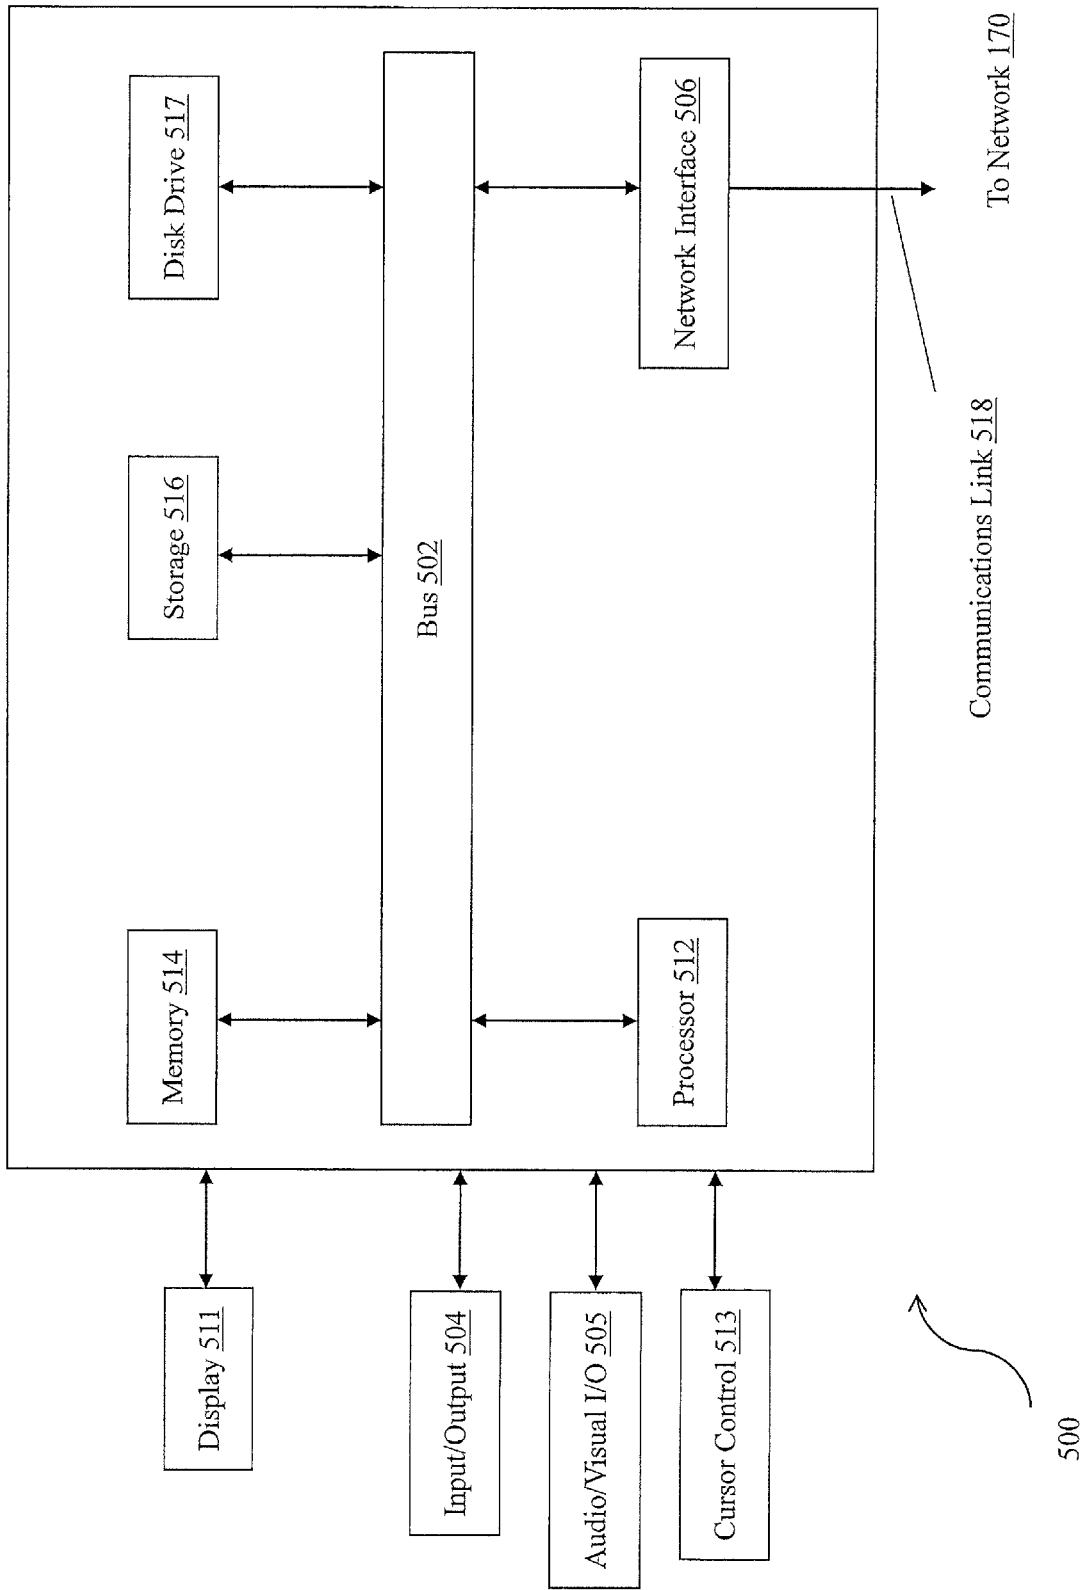 Display 511
Memory 514
Storage 516
Disk Drive 517
Input/Output 504
Bus 502
Audio/Visual I/O 505
Cursor Control 513
Processor 512
Network Interface 506
Communications Link 518
To Network 170
500